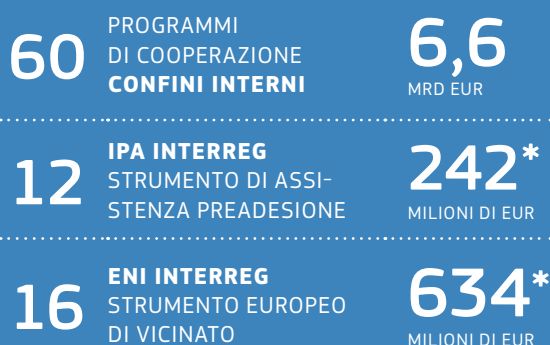 60
PROGRAMMI
DI COOPERAZIONE
CONFINI INTERNI
6,6
MRD EUR
12
IPA INTERREG
STRUMENTO DI ASSI-
STENZA PREADESIONE
242*
MILIONI DI EUR
16
ENI INTERREG
STRUMENTO EUROPEO
DI VICINATO
634*
MILIONI DI EUR